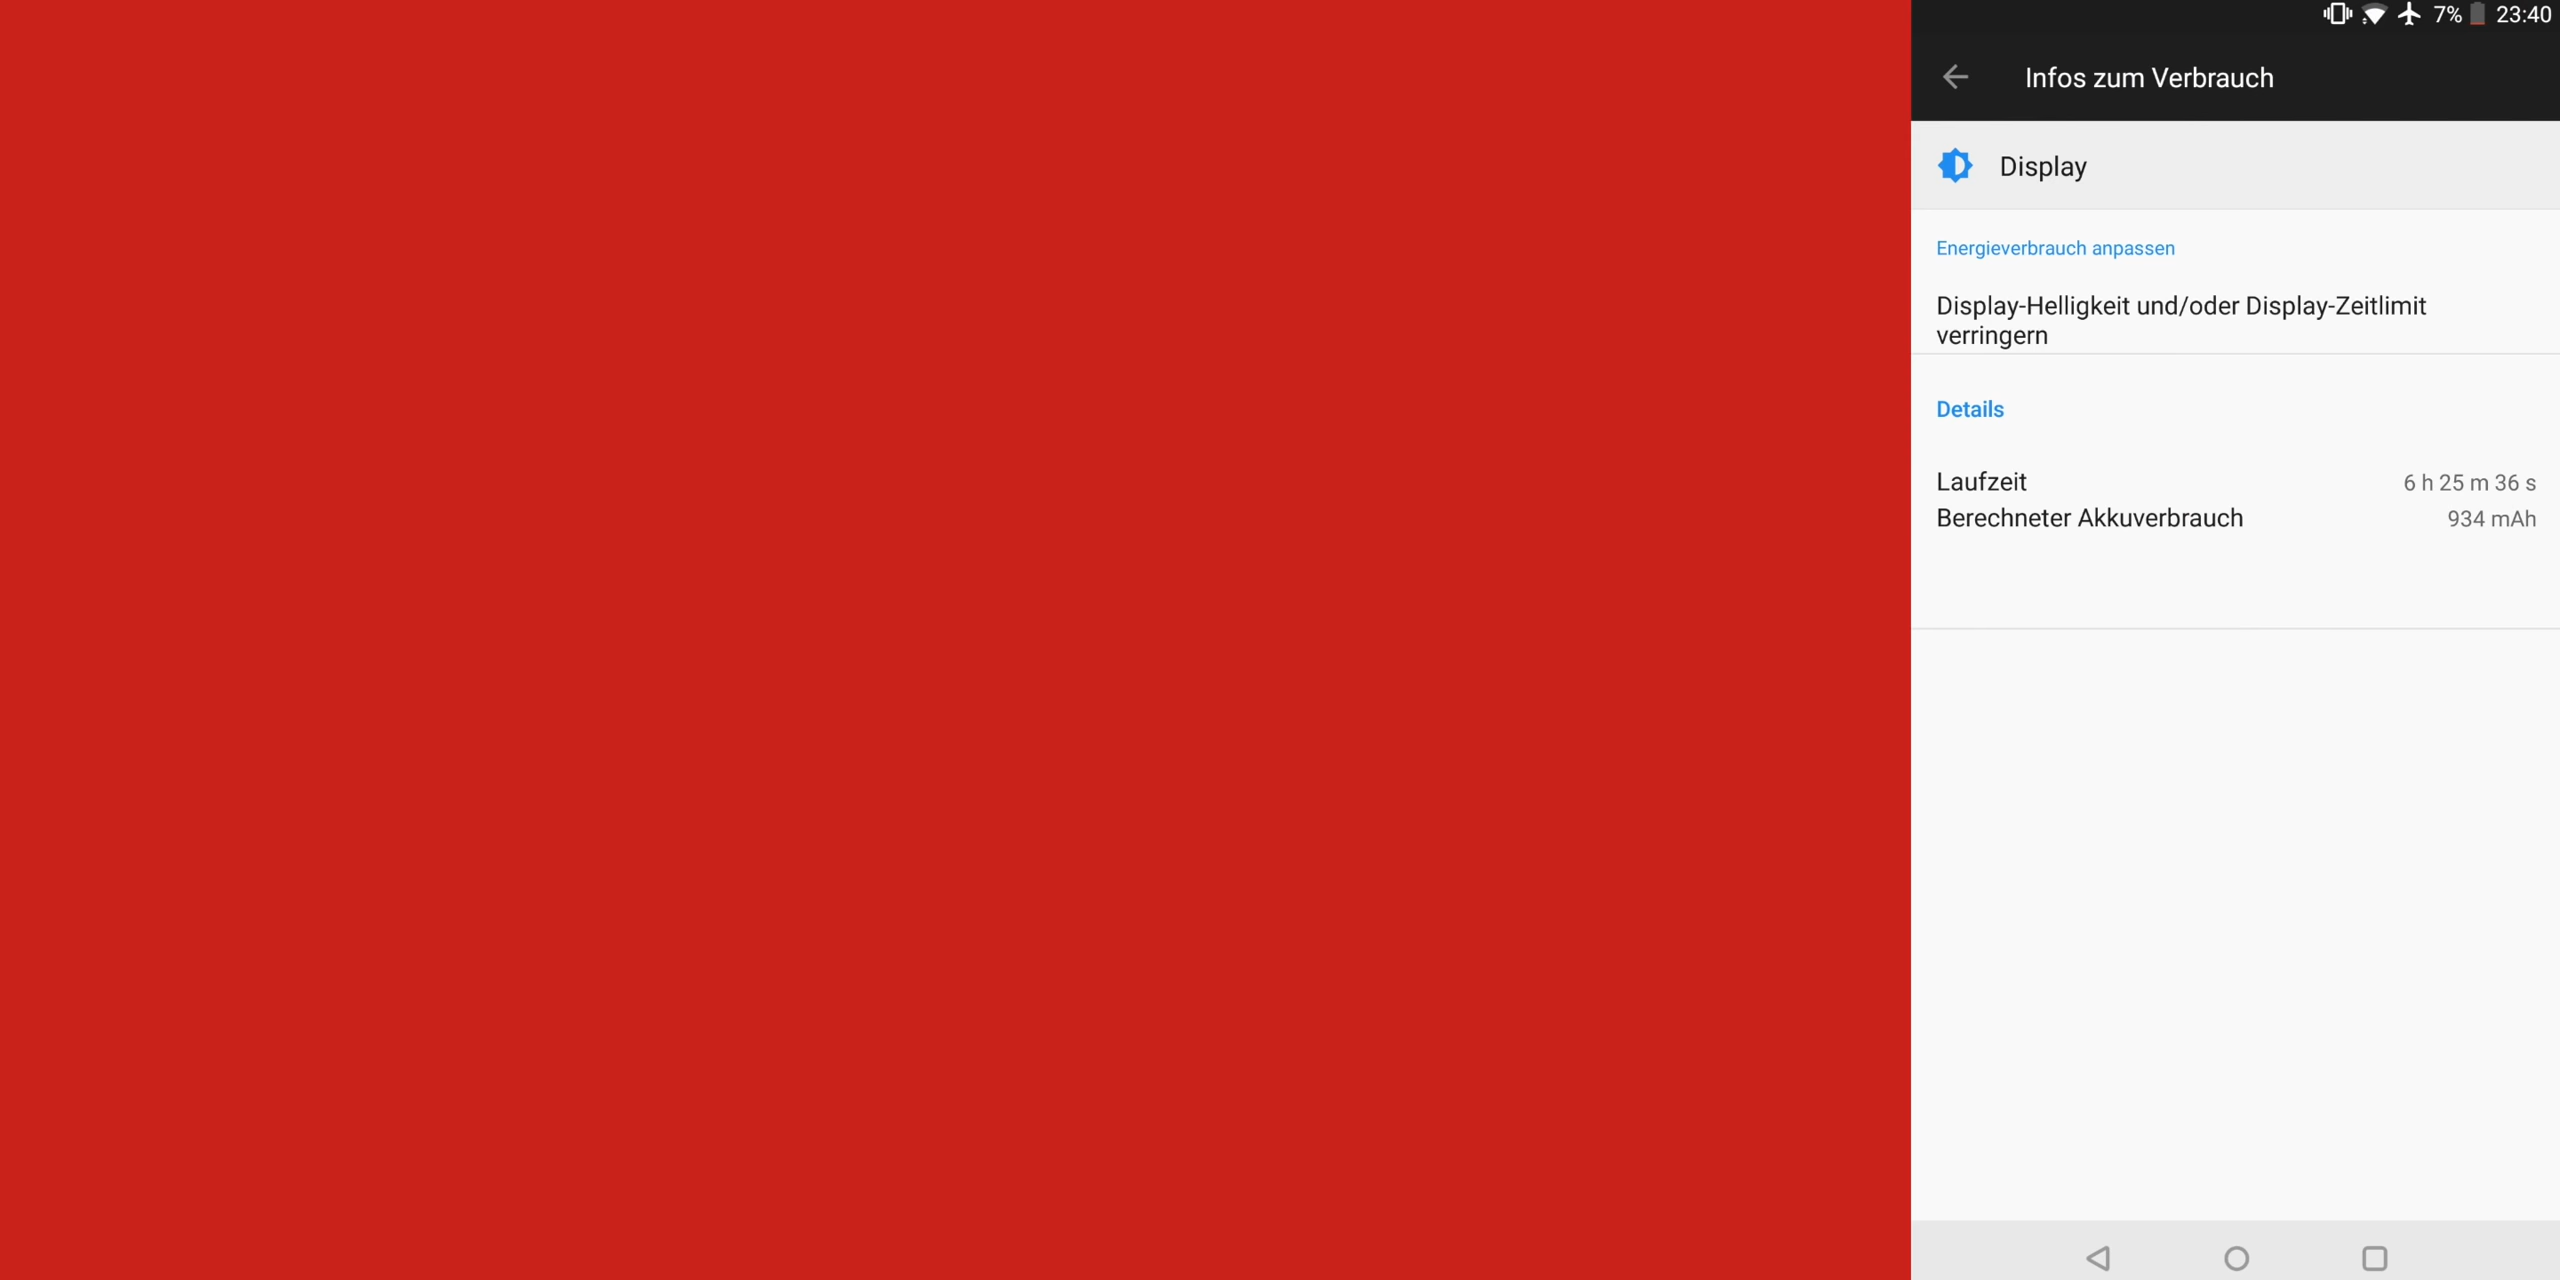 7% 23:40
Infos zum Verbrauch
Display
Energieverbrauch anpassen
Display-Helligkeit und/oder Display-Zeitlimit
verringern
Details
Laufzeit 6 h 25 m 36 s
Berechneter Akkuverbrauch 934 mAh